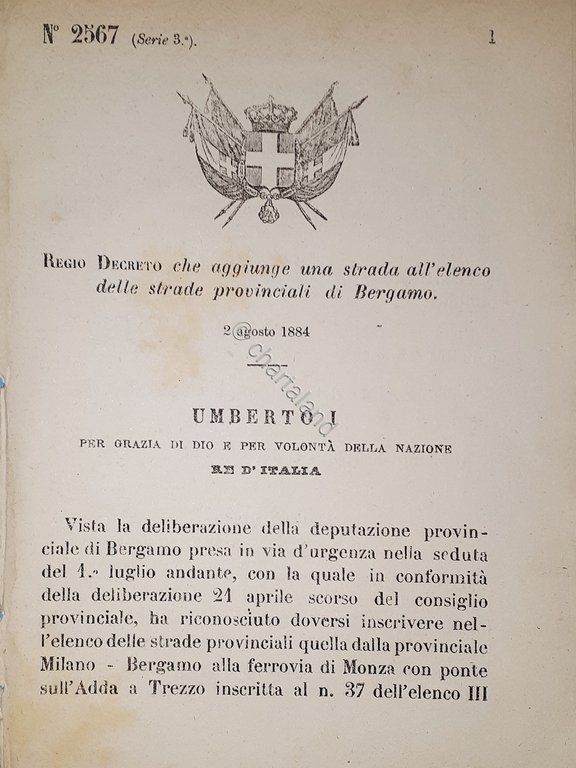 N° 2567 (Serie 3.ª). 1
REGIO DECRETO che aggiunge una strada all'elenco
delle strade provinciali di Bergamo.
2 agosto 1884
@chartaland
UMBERTO I
PER GRAZIA DI DIO E PER VOLONTÀ DELLA NAZIONE
RE D'ITALIA
Vista la deliberazione della deputazione provin-
ciale di Bergamo presa in via d'urgenza nella seduta
del 1.° luglio andante, con la quale in conformità
della deliberazione 21 aprile scorso del consiglio
provinciale, ha riconosciuto doversi inscrivere nel-
l'elenco delle strade provinciali quella dalla provinciale
Milano - Bergamo alla ferrovia di Monza con ponte
sull'Adda a Trezzo inscritta al n. 37 dell'elenco III